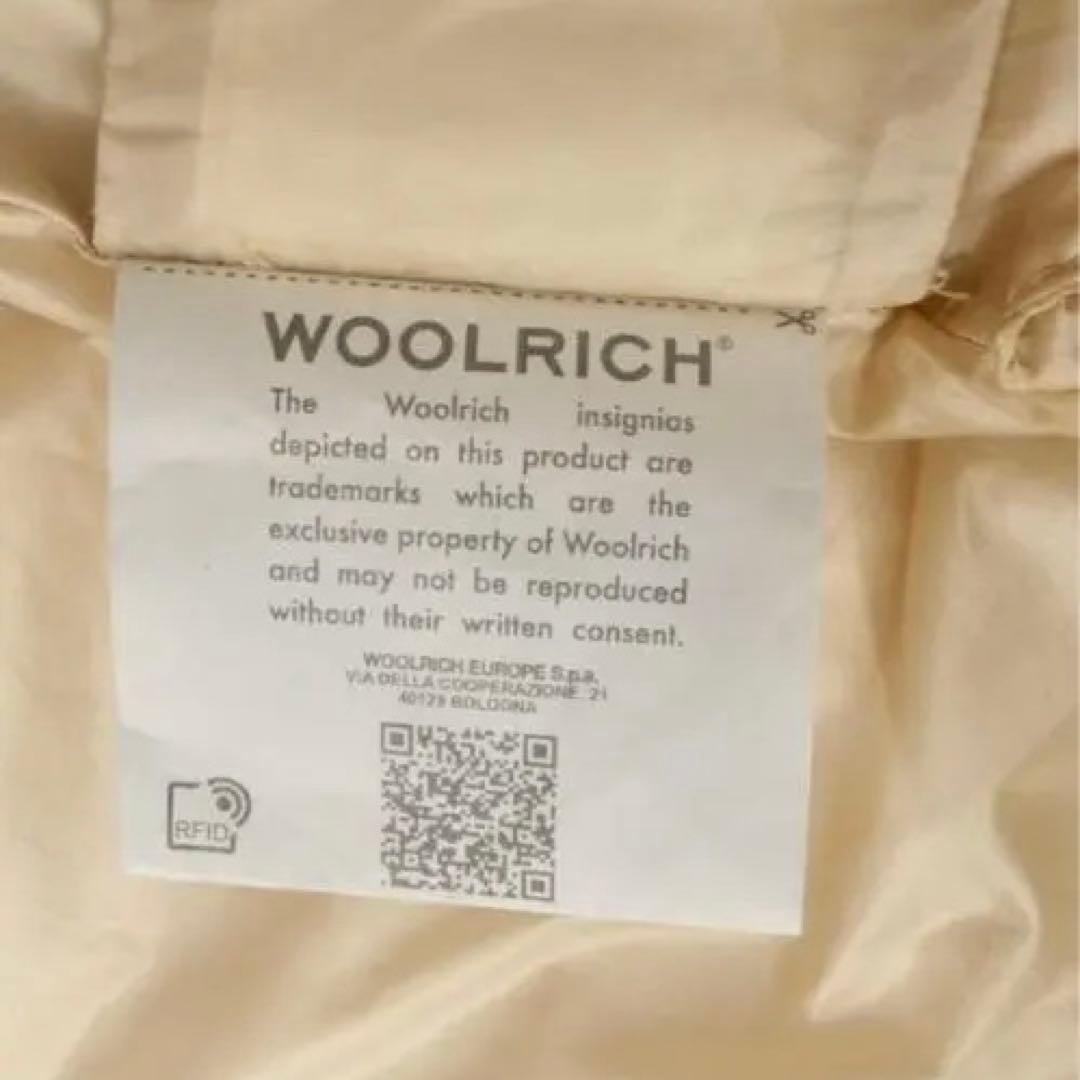 WOOLRICH®
The Woolrich insignias
depicted on this product are
trademarks which are the
exclusive property of Woolrich
and may not be reproduced
without their written consent.
WOOLRICH EUROPE S.p.a.
VIA DELLA COOPERAZIONE 21
40129 BOLOGNA
RFID